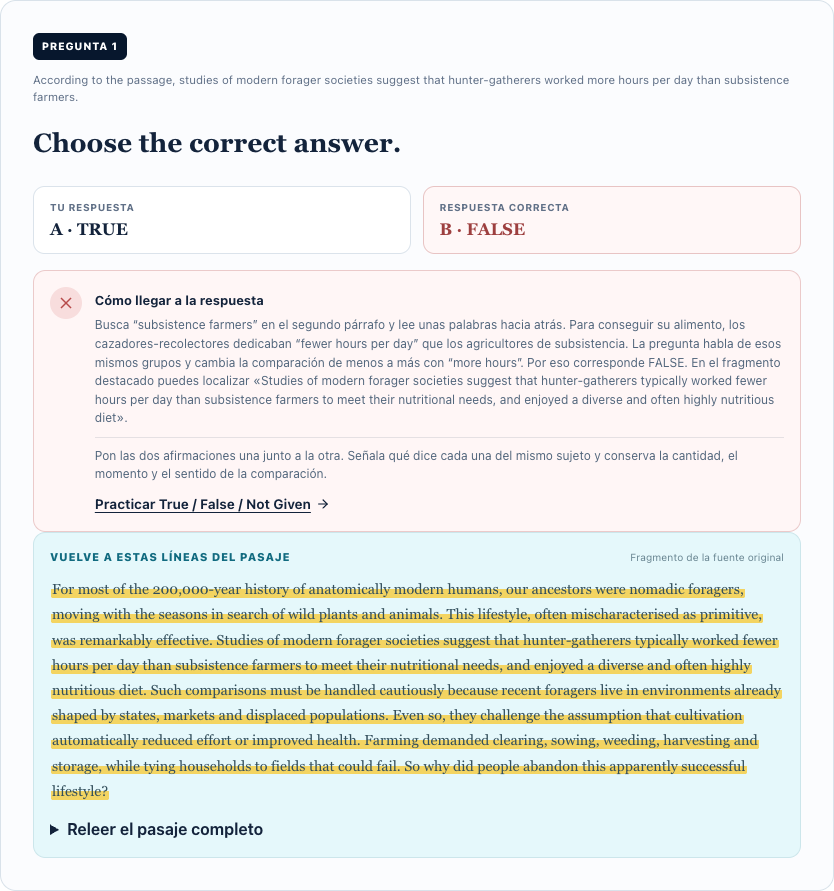 PREGUNTA 1
According to the passage, studies of modern forager societies suggest that hunter-gatherers worked more hours per day than subsistence
farmers.
Choose the correct answer.
TU RESPUESTA
A · TRUE
RESPUESTA CORRECTA
B · FALSE
Cómo llegar a la respuesta
Busca “subsistence farmers” en el segundo párrafo y lee unas palabras hacia atrás. Para conseguir su alimento, los
cazadores-recolectores dedicaban “fewer hours per day” que los agricultores de subsistencia. La pregunta habla de esos
mismos grupos y cambia la comparación de menos a más con “more hours”. Por eso corresponde FALSE. En el fragmento
destacado puedes localizar «Studies of modern forager societies suggest that hunter-gatherers typically worked fewer
hours per day than subsistence farmers to meet their nutritional needs, and enjoyed a diverse and often highly nutritious
diet».
Pon las dos afirmaciones una junto a la otra. Señala qué dice cada una del mismo sujeto y conserva la cantidad, el
momento y el sentido de la comparación.
Practicar True / False / Not Given →
VUELVE A ESTAS LÍNEAS DEL PASAJE
Fragmento de la fuente original
For most of the 200,000-year history of anatomically modern humans, our ancestors were nomadic foragers,
moving with the seasons in search of wild plants and animals. This lifestyle, often mischaracterised as primitive,
was remarkably effective. Studies of modern forager societies suggest that hunter-gatherers typically worked fewer
hours per day than subsistence farmers to meet their nutritional needs, and enjoyed a diverse and often highly
nutritious diet. Such comparisons must be handled cautiously because recent foragers live in environments already
shaped by states, markets and displaced populations. Even so, they challenge the assumption that cultivation
automatically reduced effort or improved health. Farming demanded clearing, sowing, weeding, harvesting and
storage, while tying households to fields that could fail. So why did people abandon this apparently successful
lifestyle?
Releer el pasaje completo